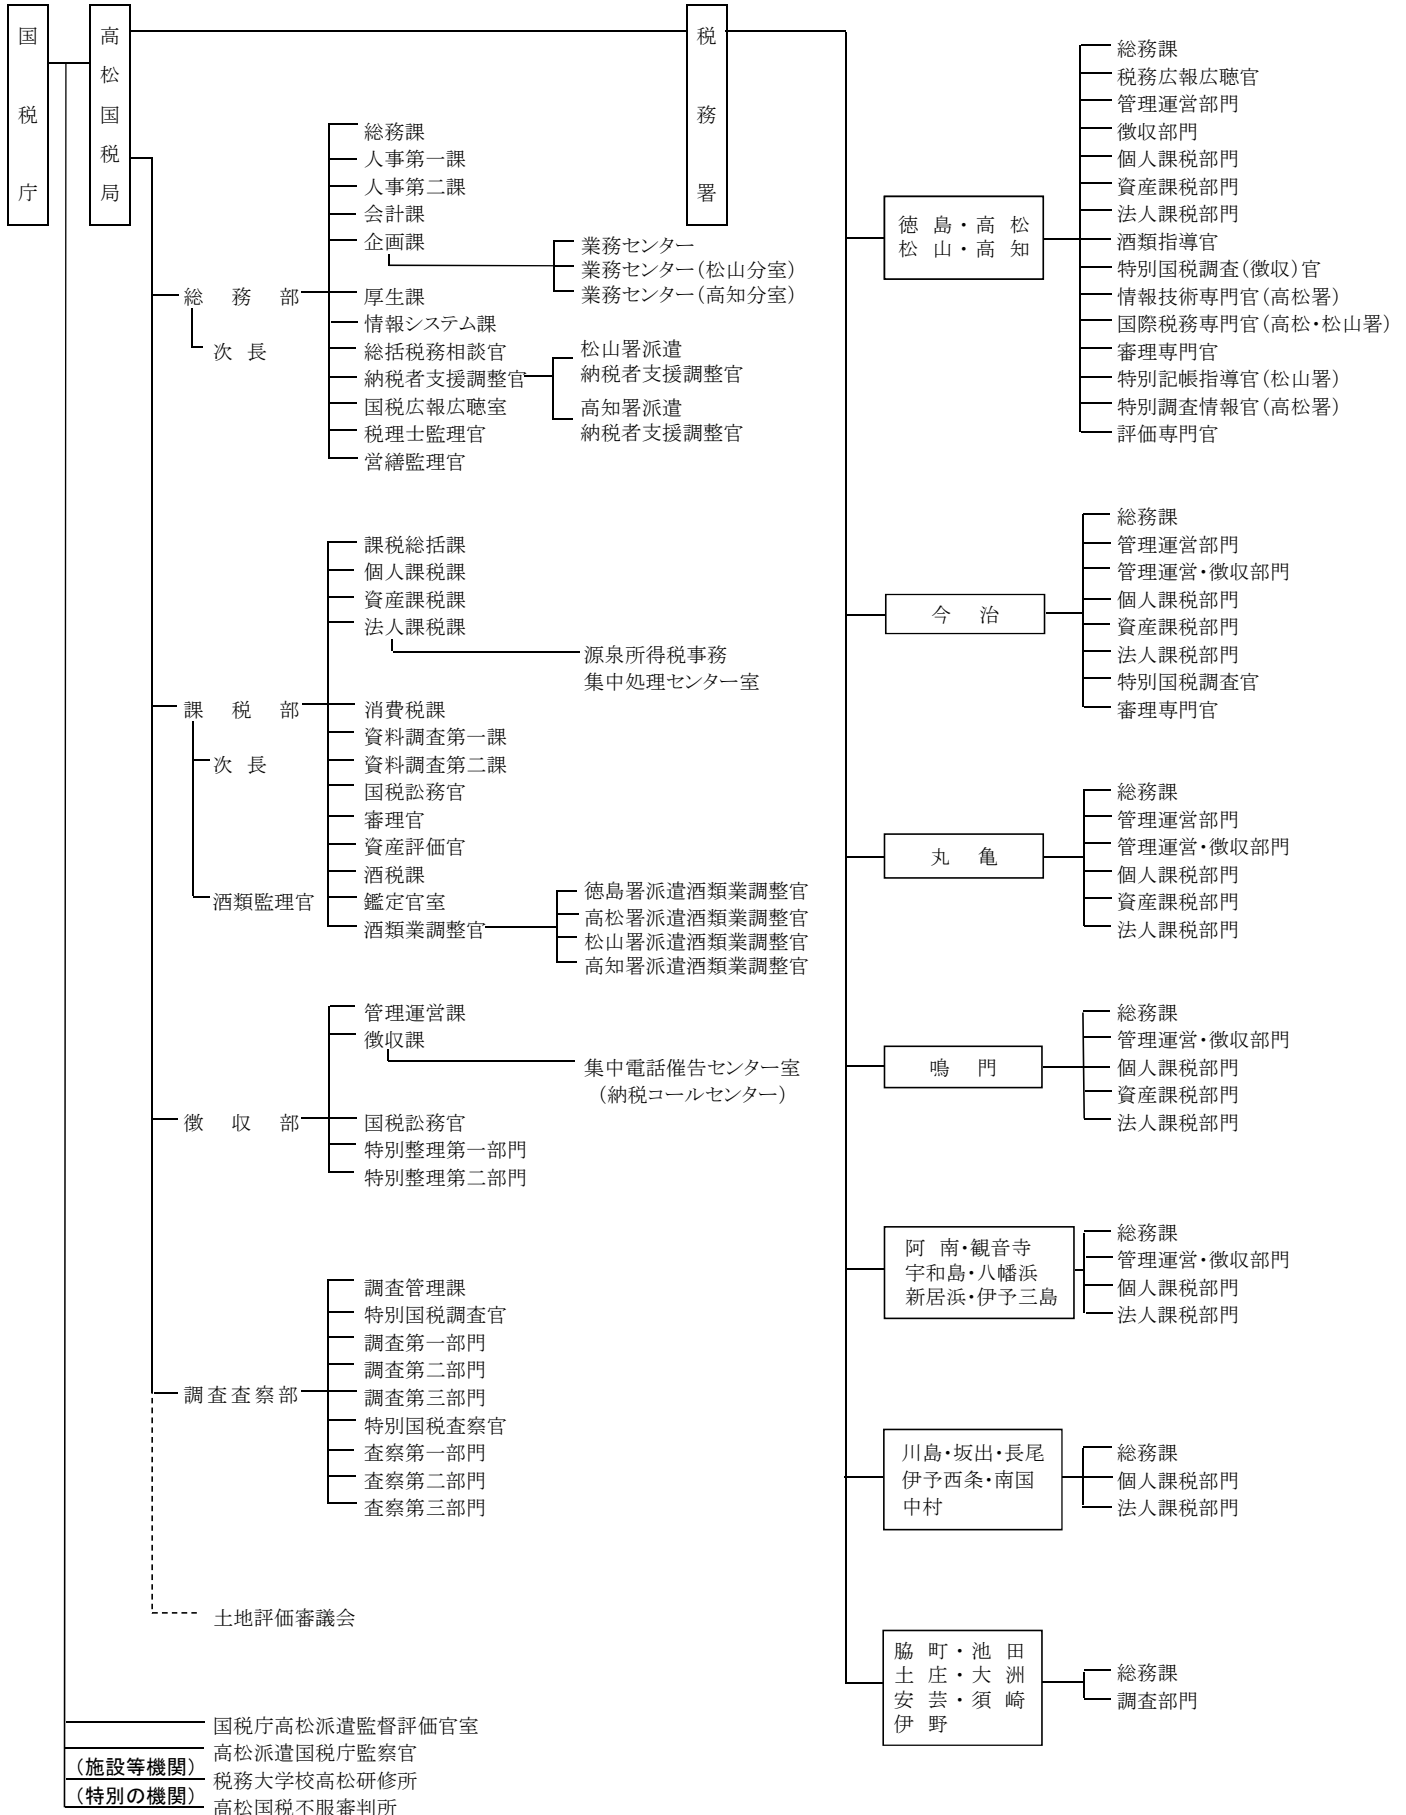 国税庁
高松国税局
総務部
次長
総務課
人事第一課
人事第二課
会計課
企画課
業務センター
業務センター(松山分室)
業務センター(高知分室)
厚生課
情報システム課
総括税務相談官
納税者支援調整官
松山署派遣
納税者支援調整官
高知署派遣
納税者支援調整官
国税広報広聴室
税理士監理官
営繕監理官
課税部
次長
酒類監理官
課税総括課
個人課税課
資産課税課
法人課税課
源泉所得税事務
集中処理センター室
消費税課
資料調査第一課
資料調査第二課
国税訟務官
審理官
資産評価官
酒税課
鑑定官室
酒類業調整官
徳島署派遣酒類業調整官
高松署派遣酒類業調整官
松山署派遣酒類業調整官
高知署派遣酒類業調整官
徴収部
管理運営課
徴収課
集中電話催告センター室
(納税コールセンター)
国税訟務官
特別整理第一部門
特別整理第二部門
調査査察部
調査管理課
特別国税調査官
調査第一部門
調査第二部門
調査第三部門
特別国税査察官
査察第一部門
査察第二部門
査察第三部門
土地評価審議会
国税庁高松派遣監督評価官室
高松派遣国税庁監察官
(施設等機関)
税務大学校高松研修所
(特別の機関)
高松国税不服審判所
税務署
徳島・高松
松山・高知
総務課
税務広報広聴官
管理運営部門
徴収部門
個人課税部門
資産課税部門
法人課税部門
酒類指導官
特別国税調査(徴収)官
情報技術専門官(高松署)
国際税務専門官(高松・松山署)
審理専門官
特別記帳指導官(松山署)
特別調査情報官(高松署)
評価専門官
今治
総務課
管理運営部門
管理運営・徴収部門
個人課税部門
資産課税部門
法人課税部門
特別国税調査官
審理専門官
丸亀
総務課
管理運営部門
管理運営・徴収部門
個人課税部門
資産課税部門
法人課税部門
鳴門
総務課
管理運営・徴収部門
個人課税部門
資産課税部門
法人課税部門
阿南・観音寺
宇和島・八幡浜
新居浜・伊予三島
総務課
管理運営・徴収部門
個人課税部門
法人課税部門
川島・坂出・長尾
伊予西条・南国
中村
総務課
個人課税部門
法人課税部門
脇町・池田
土庄・大洲
安芸・須崎
伊野
総務課
調査部門